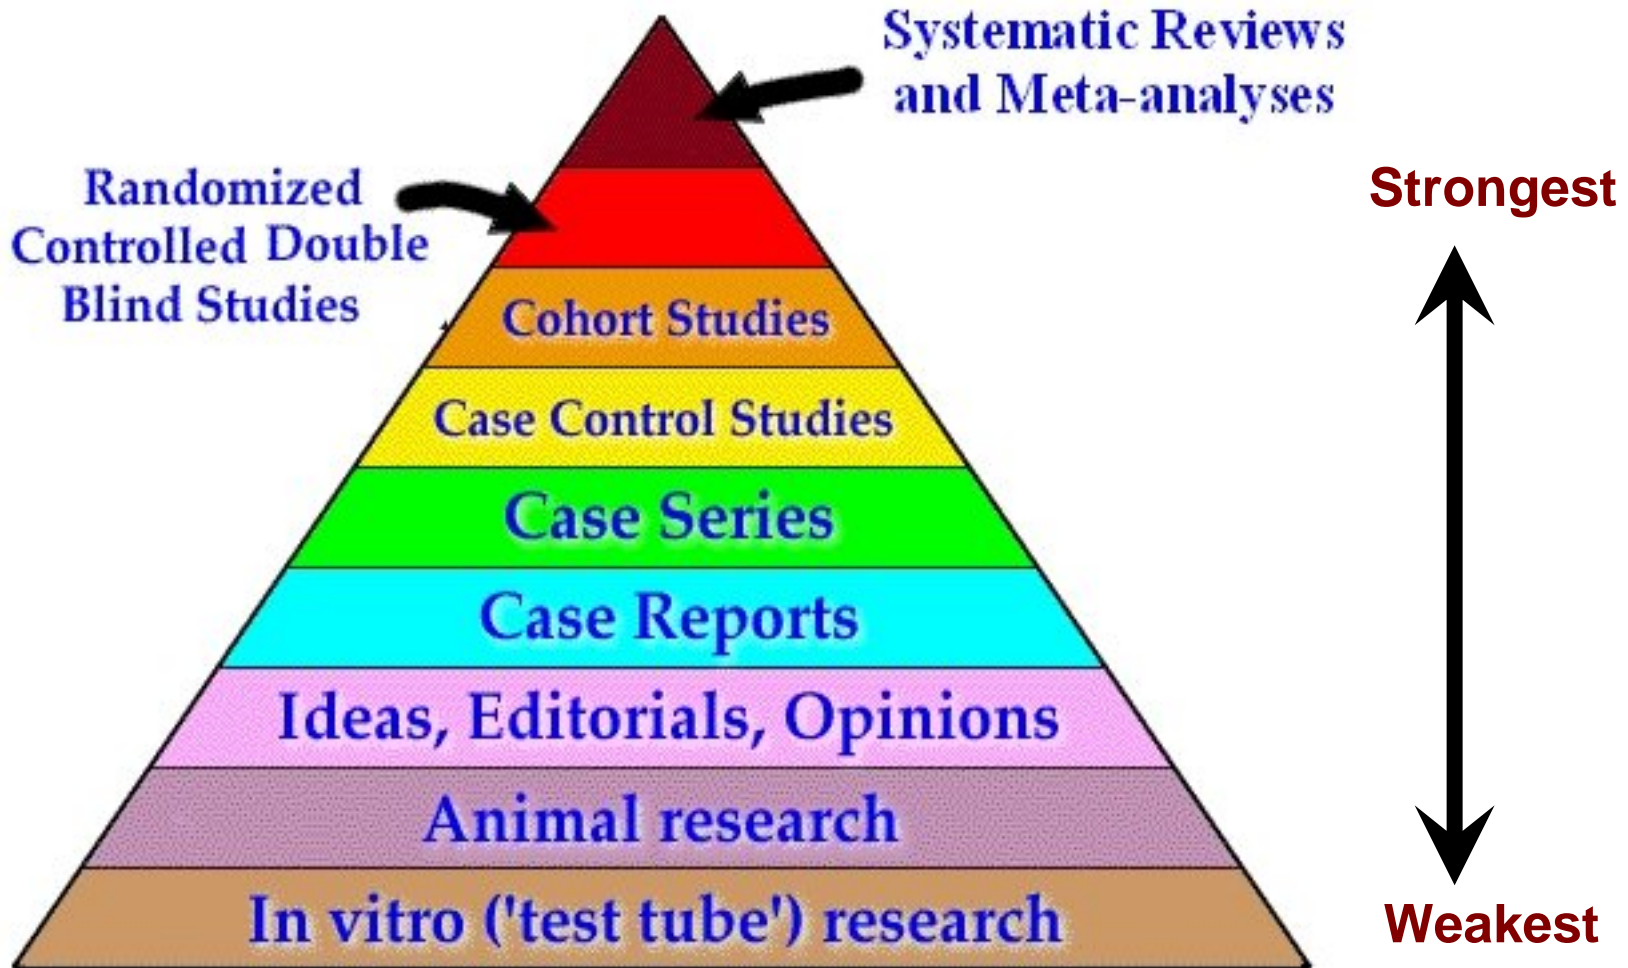 Systematic Reviews
and Meta-analyses
Randomized
Controlled Double
Blind Studies
Strongest
Cohort Studies
Case Control Studies
Case Series
Case Reports
Ideas, Editorials, Opinions
Animal research
In vitro ('test tube') research
Weakest